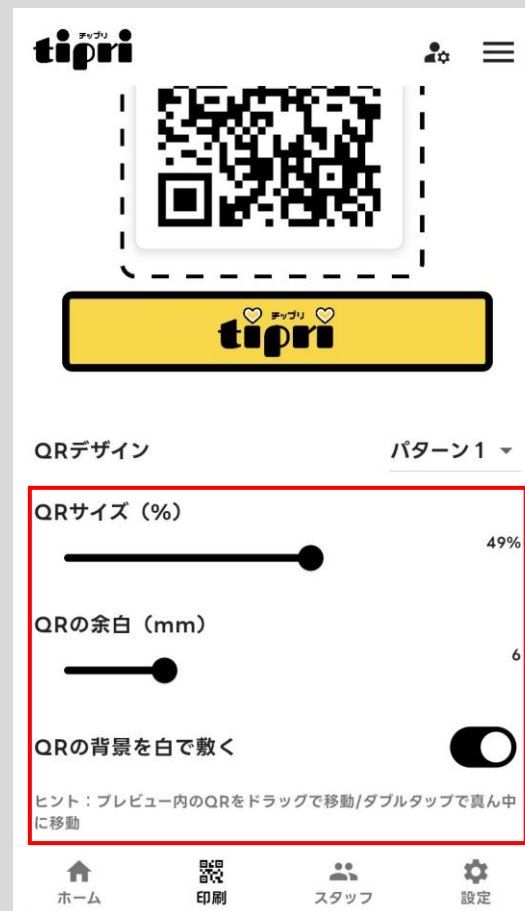 チップリ
tipri
チップリ
tipri
QRデザイン
パターン1
QRサイズ（%）
49%
QRの余白（mm）
6
QRの背景を白で敷く
ヒント：プレビュー内のQRをドラッグで移動/ダブルタップで真ん中
に移動
ホーム
印刷
スタッフ
設定